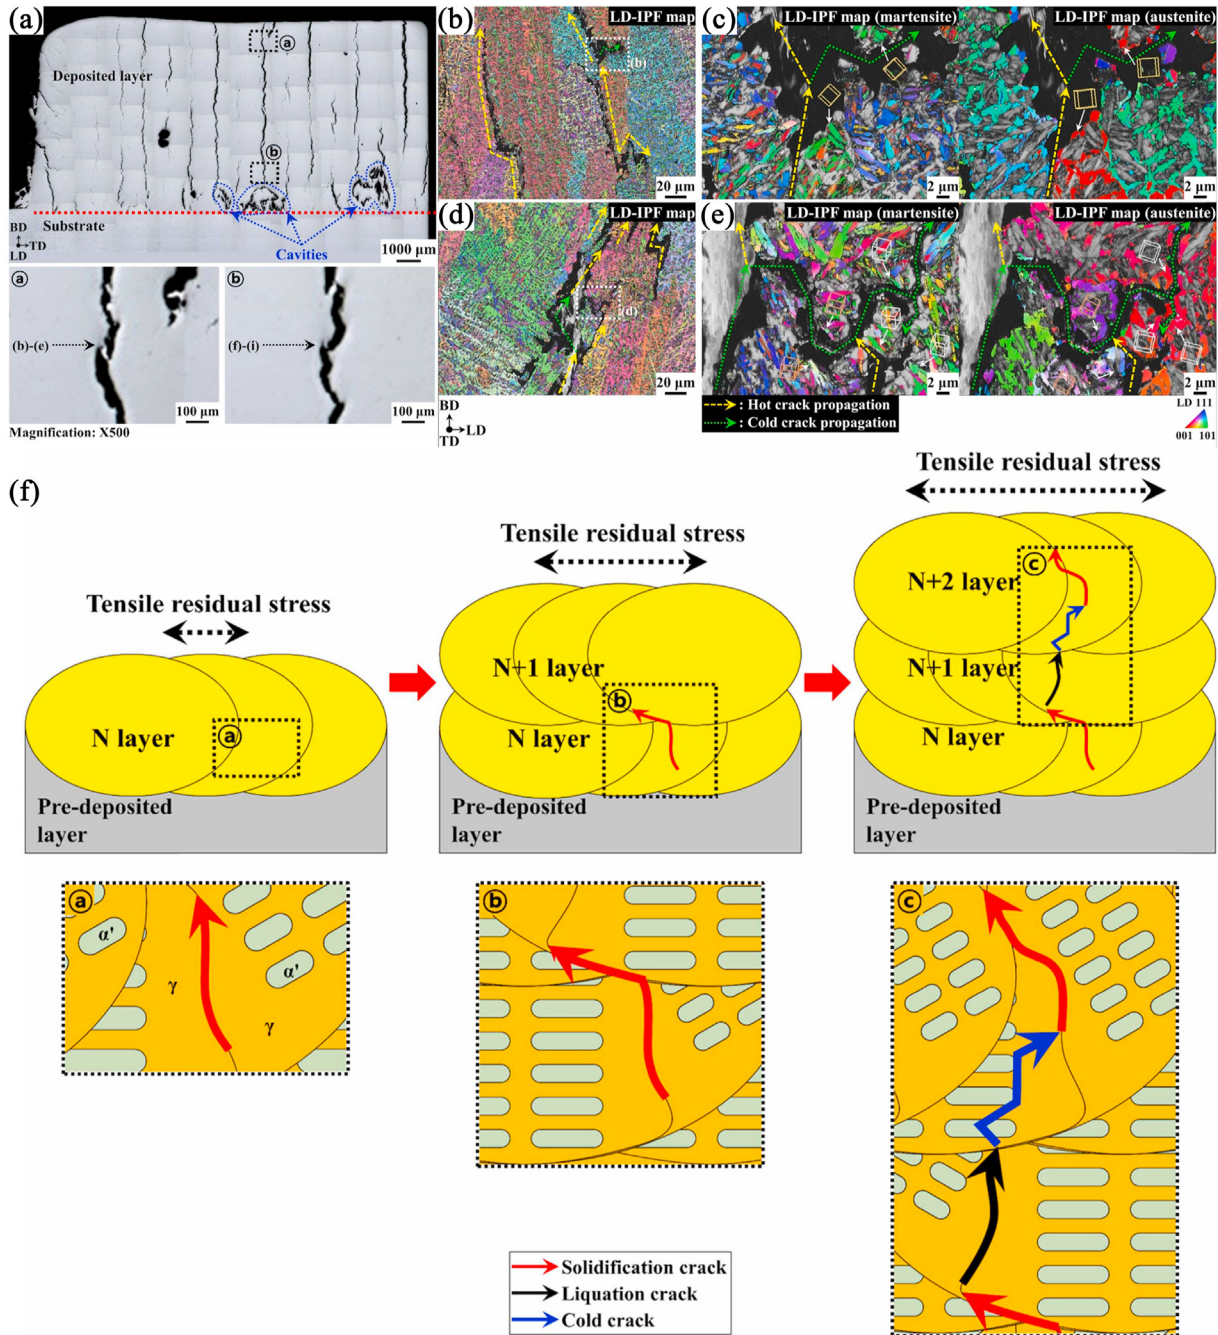 (a)
ⓐ
Deposited layer
ⓑ
Substrate
BD
TD
LD
Cavities
1000 μm
ⓐ
(b)-(e)
100 μm
ⓑ
(f)-(i)
100 μm
Magnification: X500
(b)
LD-IPF map
(b)
20 μm
(c)
LD-IPF map (martensite)
2 μm
LD-IPF map (austenite)
2 μm
(d)
LD-IPF map
(d)
20 μm
BD
LD
TD
(e)
LD-IPF map (martensite)
2 μm
LD-IPF map (austenite)
2 μm
: Hot crack propagation
: Cold crack propagation
LD 111
001 101
(f)
Tensile residual stress
N layer
ⓐ
Pre-deposited
layer
Tensile residual stress
N+1 layer
ⓑ
N layer
Pre-deposited
layer
Tensile residual stress
N+2 layer
ⓒ
N+1 layer
N layer
Pre-deposited
layer
ⓐ
α'
α'
γ
γ
ⓑ
ⓒ
Solidification crack
Liquation crack
Cold crack